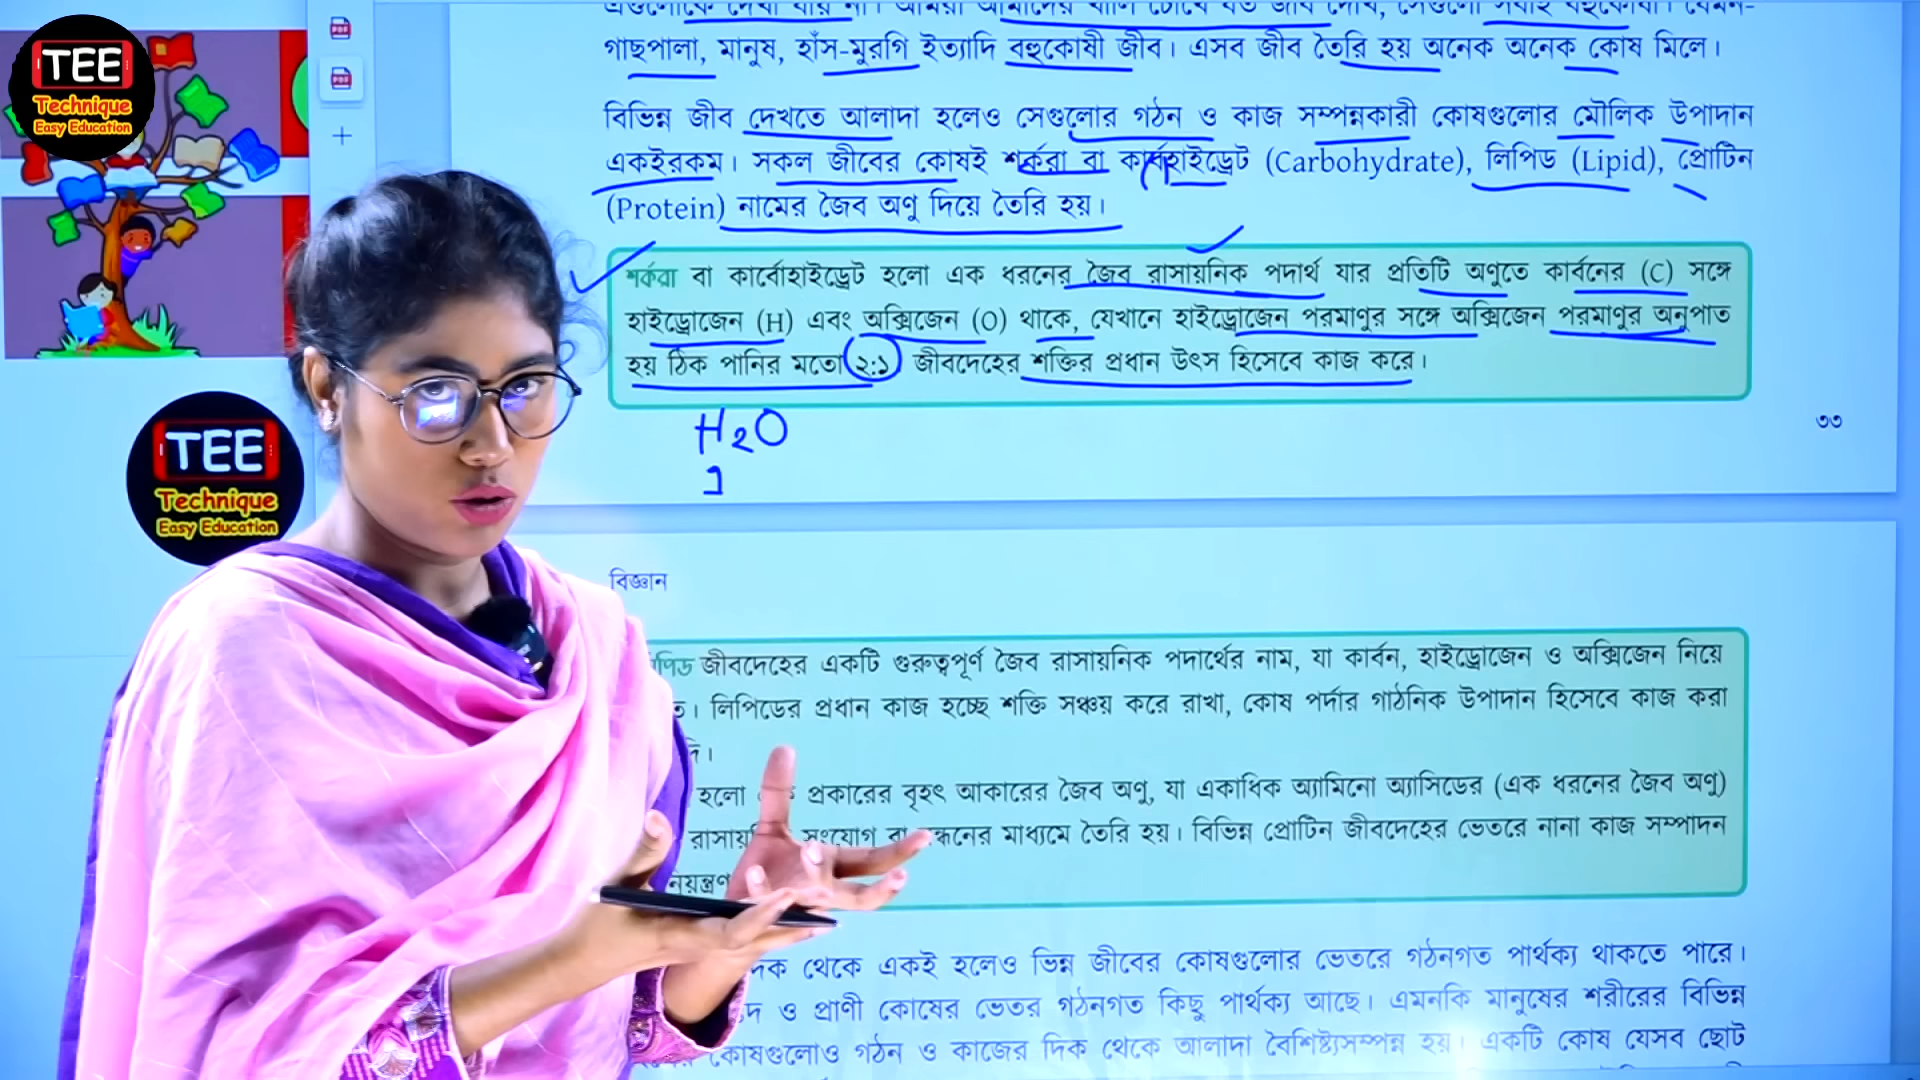 গাছপালা, মানুষ, হাঁস-মুরগি ইত্যাদি বহুকোষী জীব। এসব জীব তৈরি হয় অনেক অনেক কোষ মিলে।
বিভিন্ন জীব দেখতে আলাদা হলেও সেগুলোর গঠন ও কাজ সম্পন্নকারী কোষগুলোর মৌলিক উপাদান
একইরকম। সকল জীবের কোষই শর্করা বা কার্বহাইড্রেট (Carbohydrate), লিপিড (Lipid), প্রোটিন
(Protein) নামের জৈব অণু দিয়ে তৈরি হয়।
শর্করা বা কার্বোহাইড্রেট হলো এক ধরনের জৈব রাসায়নিক পদার্থ যার প্রতিটি অণুতে কার্বনের (C) সঙ্গে
হাইড্রোজেন (H) এবং অক্সিজেন (O) থাকে, যেখানে হাইড্রোজেন পরমাণুর সঙ্গে অক্সিজেন পরমাণুর অনুপাত
হয় ঠিক পানির মতো ২:১ জীবদেহের শক্তির প্রধান উৎস হিসেবে কাজ করে।
H2O
৩৩
বিজ্ঞান
জীবদেহের একটি গুরুত্বপূর্ণ জৈব রাসায়নিক পদার্থের নাম, যা কার্বন, হাইড্রোজেন ও অক্সিজেন নিয়ে
লিপিডের প্রধান কাজ হচ্ছে শক্তি সঞ্চয় করে রাখা, কোষ পর্দার গাঠনিক উপাদান হিসেবে কাজ করা
হলো প্রকারের বৃহৎ আকারের জৈব অণু, যা একাধিক অ্যামিনো অ্যাসিডের (এক ধরনের জৈব অণু)
সংযোগ বা মাধ্যমে তৈরি হয়। বিভিন্ন প্রোটিন জীবদেহের ভেতরে নানা কাজ সম্পাদন
থেকে একই হলেও ভিন্ন জীবের কোষগুলোর ভেতরে গঠনগত পার্থক্য থাকতে পারে।
ও প্রাণী কোষের ভেতর গঠনগত কিছু পার্থক্য আছে। এমনকি মানুষের শরীরের বিভিন্ন
কোষগুলোও গঠন ও কাজের দিক থেকে আলাদা বৈশিষ্ট্যসম্পন্ন হয়। একটি কোষ যেসব ছোট
TEE
Technique
Easy Education
TEE
Technique
Easy Education